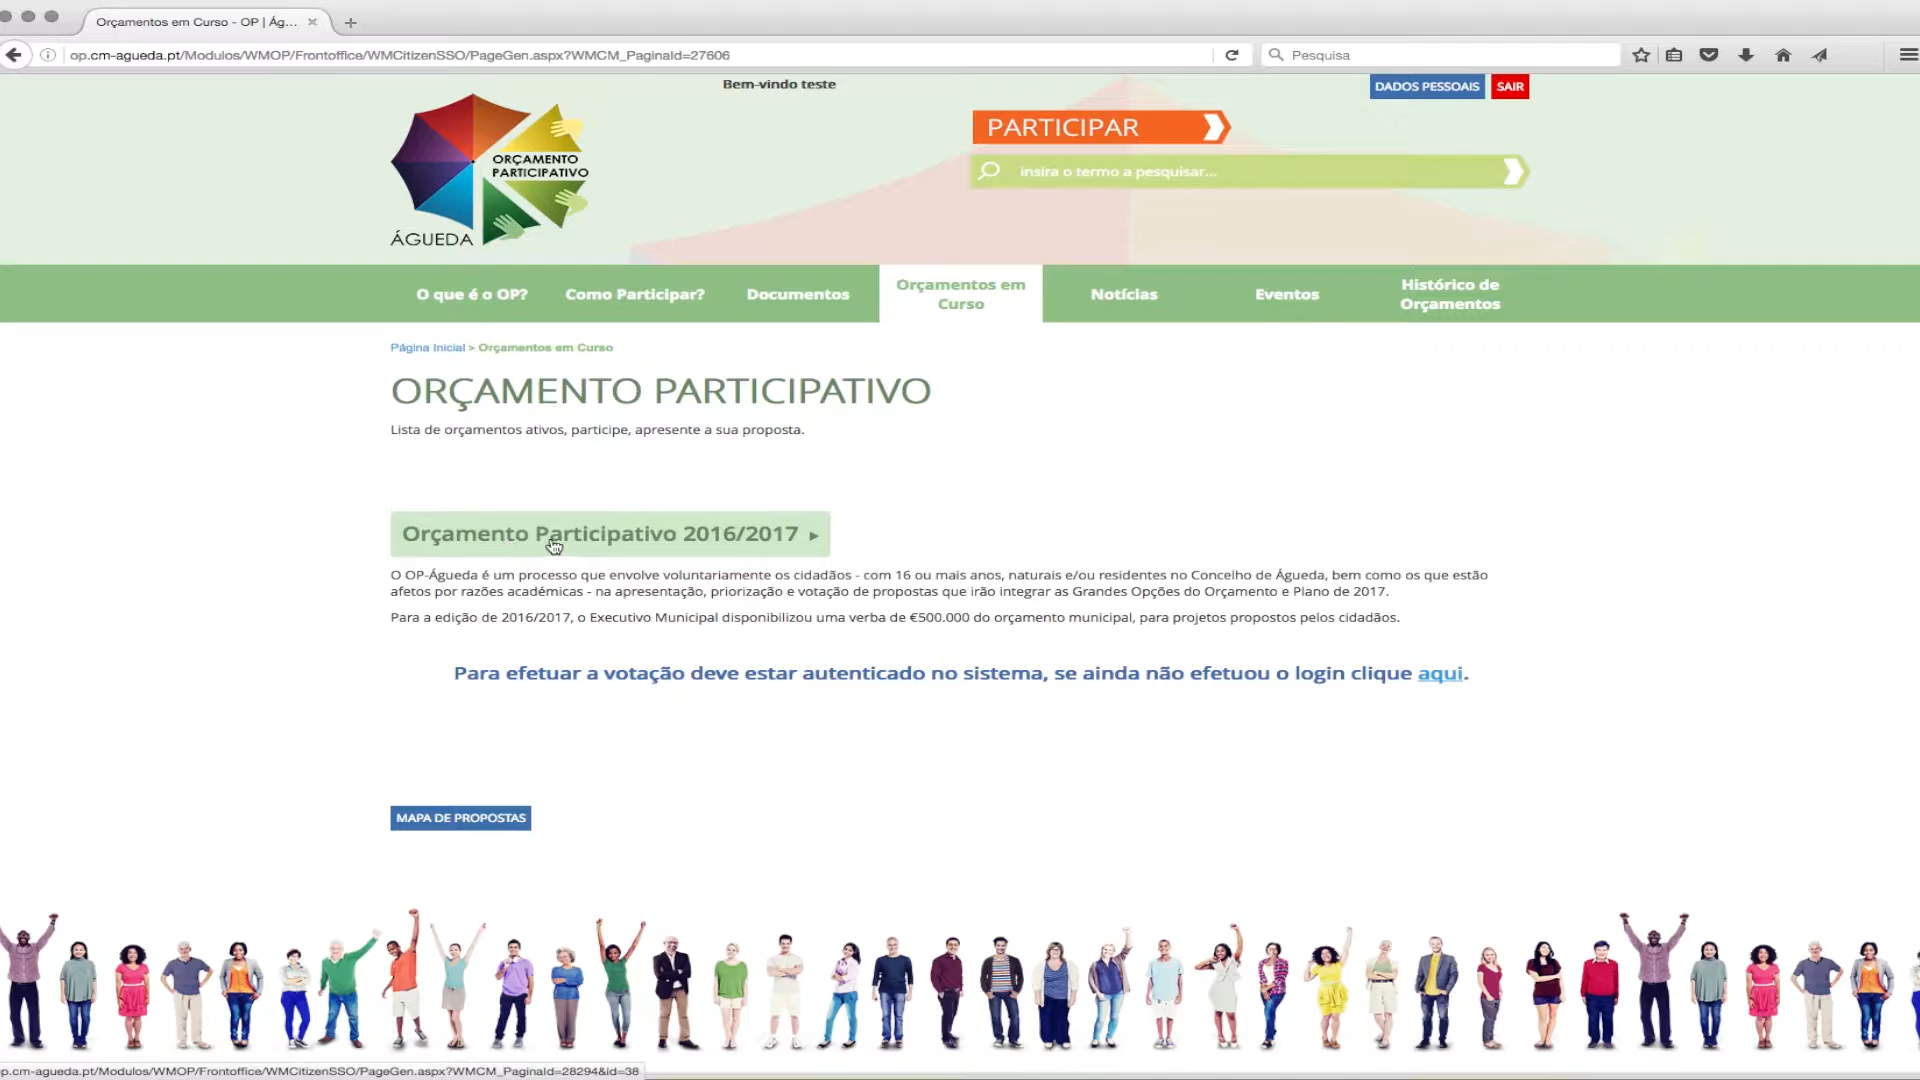 Orçamentos em Curso - OP | Ág...
op.cm-agueda.pt/Modulos/WMOP/Frontoffice/WMCitizenSSO/PageGen.aspx?WMCM_PaginaId=27606
Pesquisa
Bem-vindo teste
DADOS PESSOAIS
SAIR
PARTICIPAR
insira o termo a pesquisar...
ORÇAMENTO
PARTICIPATIVO
ÁGUEDA
O que é o OP?
Como Participar?
Documentos
Orçamentos em
Curso
Notícias
Eventos
Histórico de
Orçamentos
Página Inicial > Orçamentos em Curso
ORÇAMENTO PARTICIPATIVO
Lista de orçamentos ativos, participe, apresente a sua proposta.
Orçamento Participativo 2016/2017
O OP-Águeda é um processo que envolve voluntariamente os cidadãos - com 16 ou mais anos, naturais e/ou residentes no Concelho de Águeda, bem como os que estão
afetos por razões académicas - na apresentação, priorização e votação de propostas que irão integrar as Grandes Opções do Orçamento e Plano de 2017.
Para a edição de 2016/2017, o Executivo Municipal disponibilizou uma verba de €500.000 do orçamento municipal, para projetos propostos pelos cidadãos.
Para efetuar a votação deve estar autenticado no sistema, se ainda não efetuou o login clique aqui.
MAPA DE PROPOSTAS
p.cm-agueda.pt/Modulos/WMOP/Frontoffice/WMCitizenSSO/PageGen.aspx?WMCM_PaginaId=28294&id=38